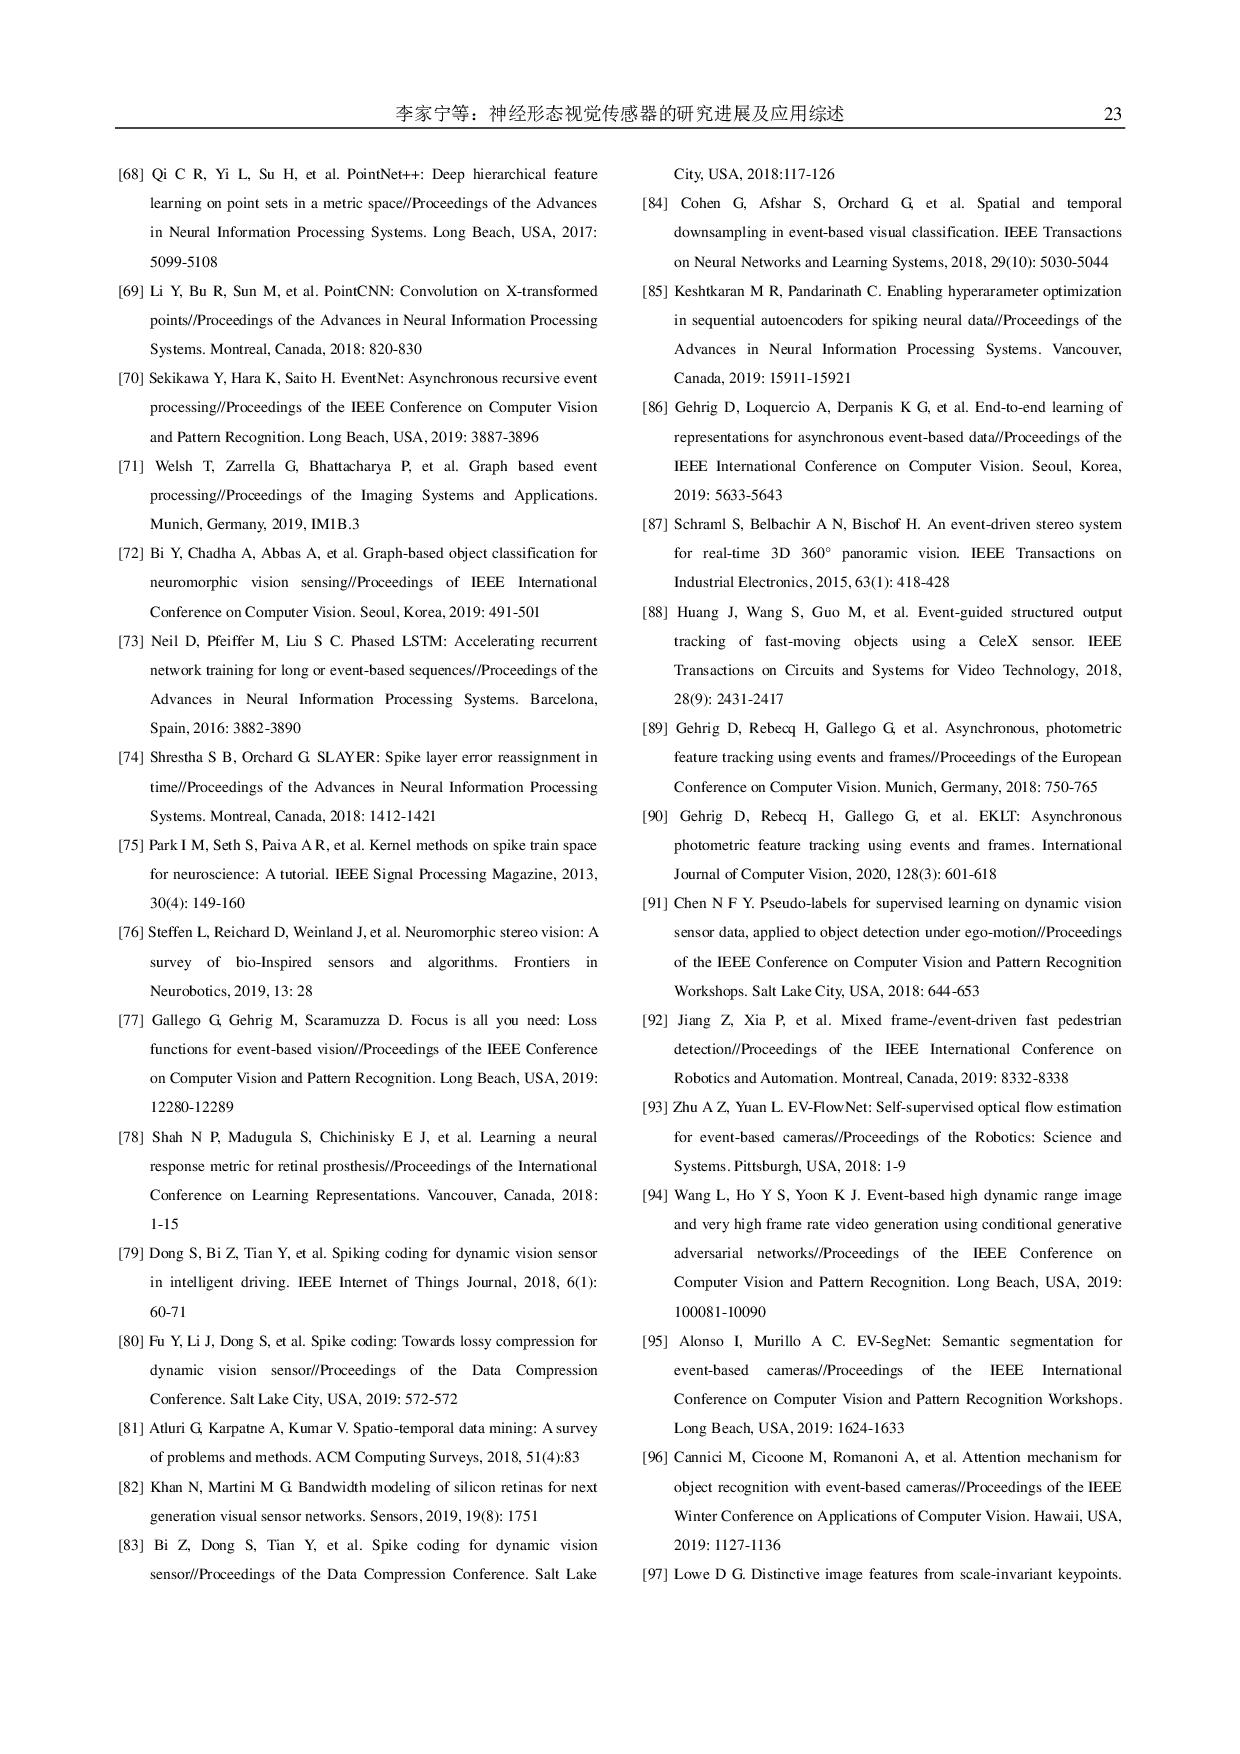 李家宁等：神经形态视觉传感器的研究进展及应用综述 23
[68] Qi C R, Yi L, Su H, et al. PointNet++: Deep hierarchical feature
learning on point sets in a metric space//Proceedings of the Advances
in Neural Information Processing Systems. Long Beach, USA, 2017:
5099-5108
[69] Li Y, Bu R, Sun M, et al. PointCNN: Convolution on X-transformed
points//Proceedings of the Advances in Neural Information Processing
Systems. Montreal, Canada, 2018: 820-830
[70] Sekikawa Y, Hara K, Saito H. EventNet: Asynchronous recursive event
processing//Proceedings of the IEEE Conference on Computer Vision
and Pattern Recognition. Long Beach, USA, 2019: 3887-3896
[71] Welsh T, Zarrella G, Bhattacharya P, et al. Graph based event
processing//Proceedings of the Imaging Systems and Applications.
Munich, Germany, 2019, IM1B.3
[72] Bi Y, Chadha A, Abbas A, et al. Graph-based object classification for
neuromorphic vision sensing//Proceedings of IEEE International
Conference on Computer Vision. Seoul, Korea, 2019: 491-501
[73] Neil D, Pfeiffer M, Liu S C. Phased LSTM: Accelerating recurrent
network training for long or event-based sequences//Proceedings of the
Advances in Neural Information Processing Systems. Barcelona,
Spain, 2016: 3882-3890
[74] Shrestha S B, Orchard G. SLAYER: Spike layer error reassignment in
time//Proceedings of the Advances in Neural Information Processing
Systems. Montreal, Canada, 2018: 1412-1421
[75] Park I M, Seth S, Paiva A R, et al. Kernel methods on spike train space
for neuroscience: A tutorial. IEEE Signal Processing Magazine, 2013,
30(4): 149-160
[76] Steffen L, Reichard D, Weinland J, et al. Neuromorphic stereo vision: A
survey of bio-Inspired sensors and algorithms. Frontiers in
Neurobotics, 2019, 13: 28
[77] Gallego G, Gehrig M, Scaramuzza D. Focus is all you need: Loss
functions for event-based vision//Proceedings of the IEEE Conference
on Computer Vision and Pattern Recognition. Long Beach, USA, 2019:
12280-12289
[78] Shah N P, Madugula S, Chichinisky E J, et al. Learning a neural
response metric for retinal prosthesis//Proceedings of the International
Conference on Learning Representations. Vancouver, Canada, 2018:
1-15
[79] Dong S, Bi Z, Tian Y, et al. Spiking coding for dynamic vision sensor
in intelligent driving. IEEE Internet of Things Journal, 2018, 6(1):
60-71
[80] Fu Y, Li J, Dong S, et al. Spike coding: Towards lossy compression for
dynamic vision sensor//Proceedings of the Data Compression
Conference. Salt Lake City, USA, 2019: 572-572
[81] Atluri G, Karpatne A, Kumar V. Spatio-temporal data mining: A survey
of problems and methods. ACM Computing Surveys, 2018, 51(4):83
[82] Khan N, Martini M G. Bandwidth modeling of silicon retinas for next
generation visual sensor networks. Sensors, 2019, 19(8): 1751
[83] Bi Z, Dong S, Tian Y, et al. Spike coding for dynamic vision
sensor//Proceedings of the Data Compression Conference. Salt Lake
City, USA, 2018:117-126
[84] Cohen G, Afshar S, Orchard G, et al. Spatial and temporal
downsampling in event-based visual classification. IEEE Transactions
on Neural Networks and Learning Systems, 2018, 29(10): 5030-5044
[85] Keshtkaran M R, Pandarinath C. Enabling hyperarameter optimization
in sequential autoencoders for spiking neural data//Proceedings of the
Advances in Neural Information Processing Systems. Vancouver,
Canada, 2019: 15911-15921
[86] Gehrig D, Loquercio A, Derpanis K G, et al. End-to-end learning of
representations for asynchronous event-based data//Proceedings of the
IEEE International Conference on Computer Vision. Seoul, Korea,
2019: 5633-5643
[87] Schraml S, Belbachir A N, Bischof H. An event-driven stereo system
for real-time 3D 360° panoramic vision. IEEE Transactions on
Industrial Electronics, 2015, 63(1): 418-428
[88] Huang J, Wang S, Guo M, et al. Event-guided structured output
tracking of fast-moving objects using a CeleX sensor. IEEE
Transactions on Circuits and Systems for Video Technology, 2018,
28(9): 2431-2417
[89] Gehrig D, Rebecq H, Gallego G, et al. Asynchronous, photometric
feature tracking using events and frames//Proceedings of the European
Conference on Computer Vision. Munich, Germany, 2018: 750-765
[90] Gehrig D, Rebecq H, Gallego G, et al. EKLT: Asynchronous
photometric feature tracking using events and frames. International
Journal of Computer Vision, 2020, 128(3): 601-618
[91] Chen N F Y. Pseudo-labels for supervised learning on dynamic vision
sensor data, applied to object detection under ego-motion//Proceedings
of the IEEE Conference on Computer Vision and Pattern Recognition
Workshops. Salt Lake City, USA, 2018: 644-653
[92] Jiang Z, Xia P, et al. Mixed frame-/event-driven fast pedestrian
detection//Proceedings of the IEEE International Conference on
Robotics and Automation. Montreal, Canada, 2019: 8332-8338
[93] Zhu A Z, Yuan L. EV-FlowNet: Self-supervised optical flow estimation
for event-based cameras//Proceedings of the Robotics: Science and
Systems. Pittsburgh, USA, 2018: 1-9
[94] Wang L, Ho Y S, Yoon K J. Event-based high dynamic range image
and very high frame rate video generation using conditional generative
adversarial networks//Proceedings of the IEEE Conference on
Computer Vision and Pattern Recognition. Long Beach, USA, 2019:
100081-10090
[95] Alonso I, Murillo A C. EV-SegNet: Semantic segmentation for
event-based cameras//Proceedings of the IEEE International
Conference on Computer Vision and Pattern Recognition Workshops.
Long Beach, USA, 2019: 1624-1633
[96] Cannici M, Cicoone M, Romanoni A, et al. Attention mechanism for
object recognition with event-based cameras//Proceedings of the IEEE
Winter Conference on Applications of Computer Vision. Hawaii, USA,
2019: 1127-1136
[97] Lowe D G. Distinctive image features from scale-invariant keypoints.